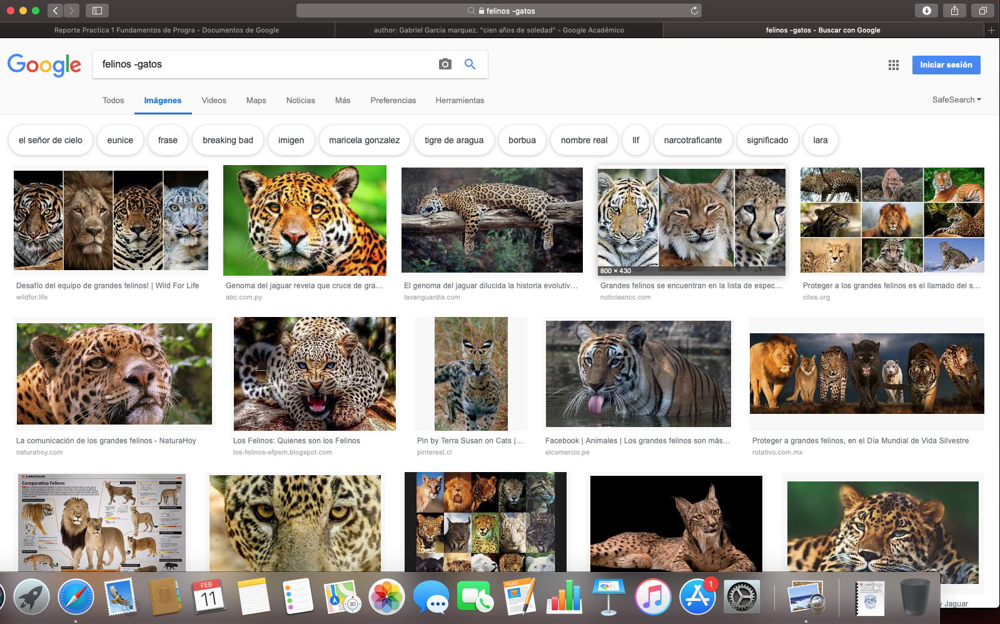 felinos -gatos
Reporte Practica 1 Fundamentos de Progra - Documentos de Google
author: Gabriel Garcia marquez. "cien años de soledad" - Google Académico
felinos -gatos - Buscar con Google
Google
felinos -gatos
Iniciar sesión
Todos
Imágenes
Videos
Maps
Noticias
Más
Preferencias
Herramientas
SafeSearch
el señor de cielo
eunice
frase
breaking bad
imigen
maricela gonzalez
tigre de aragua
borbua
nombre real
llf
narcotraficante
significado
lara
800 × 430
Desafío del equipo de grandes felinos! | Wild For Life
wildfor.life
Genoma del jaguar revela que cruce de gra...
abc.com.py
El genoma del jaguar dilucida la historia evolutiv...
lavanguardia.com
Grandes felinos se encuentran en la lista de espec...
noticiasncc.com
Proteger a los grandes felinos es el llamado del s...
cites.org
La comunicación de los grandes felinos - NaturaHoy
naturahoy.com
Los Felinos: Quienes son los Felinos
los-felinos-efpem.blogspot.com
Pin by Terra Susan on Cats |...
pinterest.cl
Facebook | Animales | Los grandes felinos son más...
elcomercio.pe
Proteger a grandes felinos, en el Día Mundial de Vida Silvestre
rotativo.com.mx
Comparativa Felinos
FEB
11
3D
PAGES
1
y Jaguar